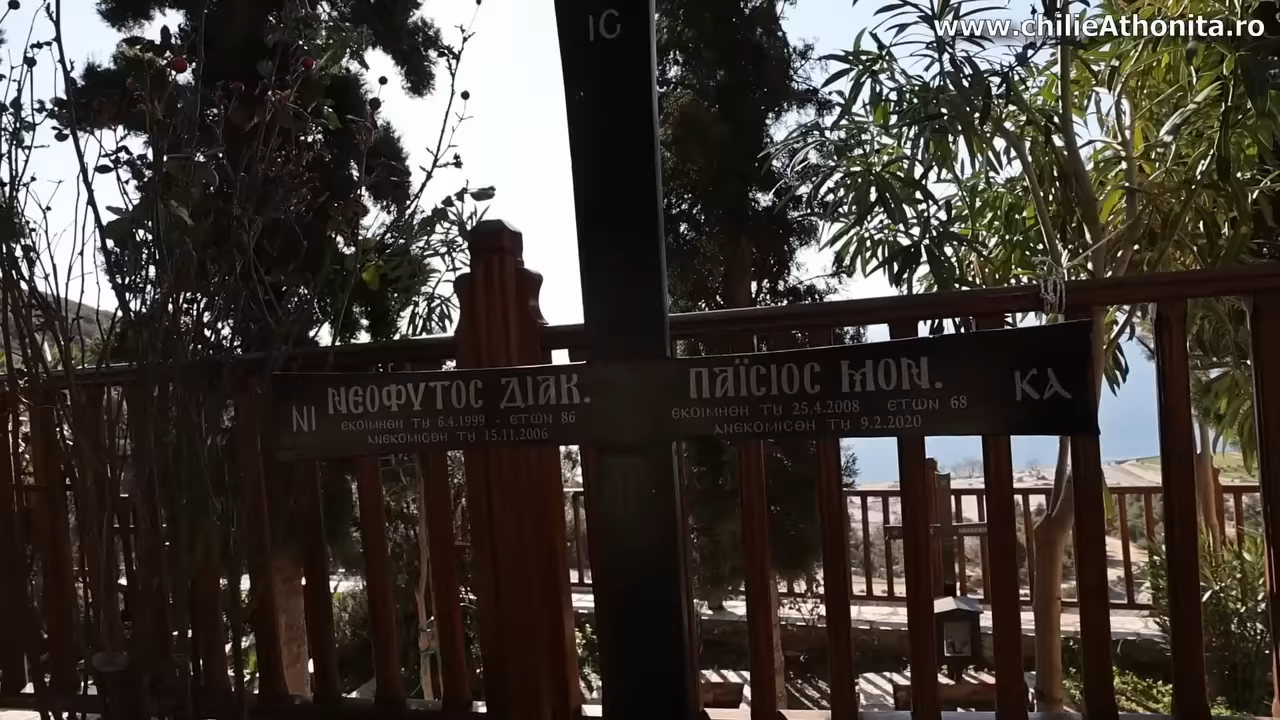 www.chilieAthonita.ro
ΙϹ
ΝΙ
ΝΕΟΦΥΤΟΣ ΔΙΑΚ.
ΕΚΟΙΜΗΘΗ ΤΗ 6.4.1999 - ΕΤΩΝ 86
ΑΝΕΚΟΜΙΣΘΗ ΤΗ 15.11.2006
ΠΑΪΣΙΟΣ ΜΟΝ.
ΕΚΟΙΜΗΘΗ ΤΗ 25.4.2008 ΕΤΩΝ 68
ΑΝΕΚΟΜΙΣΘΗ ΤΗ 9.2.2020
ΚΑ